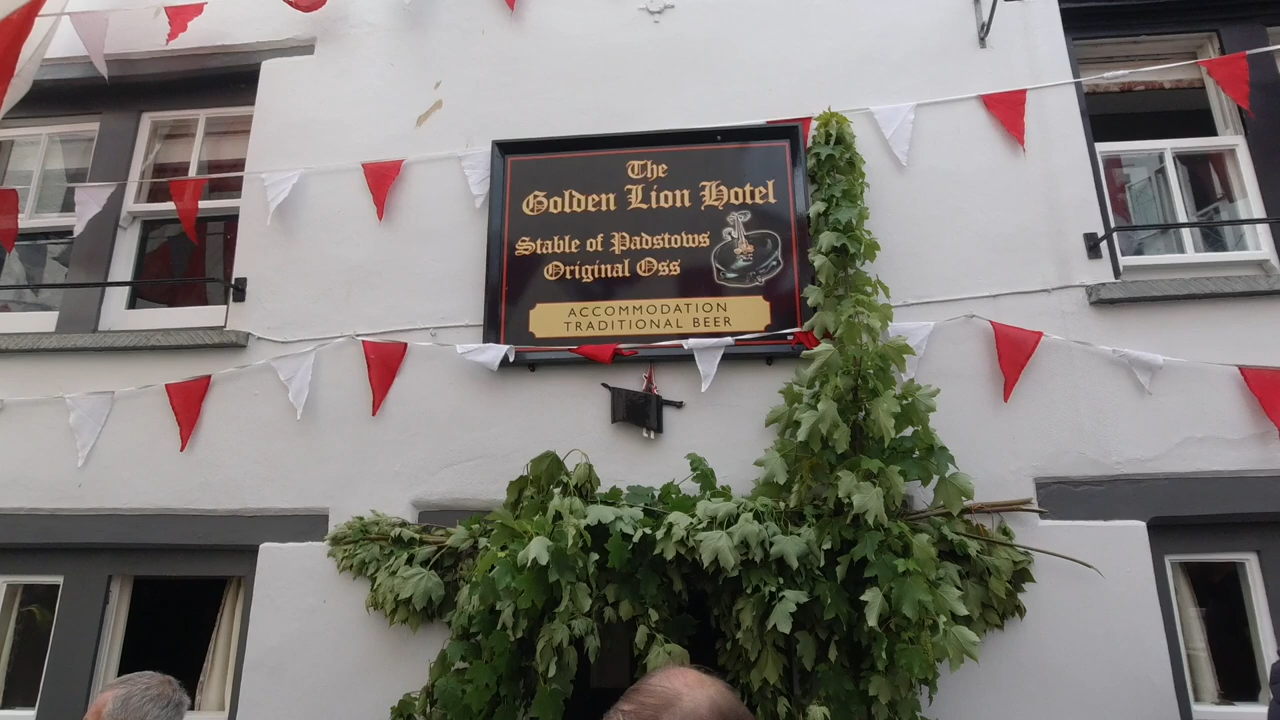 The
Golden Lion Hotel
Stable of Padstows
Original Oss
ACCOMMODATION
TRADITIONAL BEER